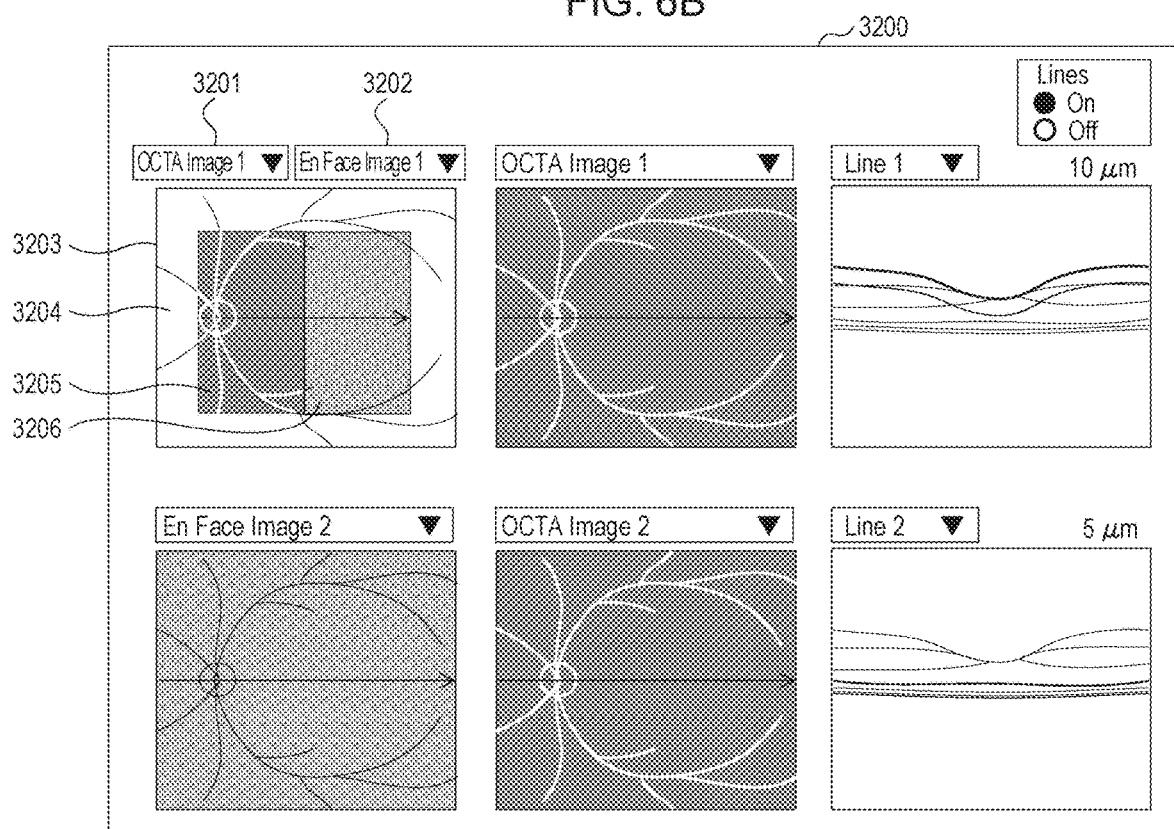 FIG. 6B
3200
Lines
On
Off
3201
3202
OCTA Image 1
En Face Image 1
OCTA Image 1
Line 1
10 μm
3203
3204
3205
3206
En Face Image 2
OCTA Image 2
Line 2
5 μm